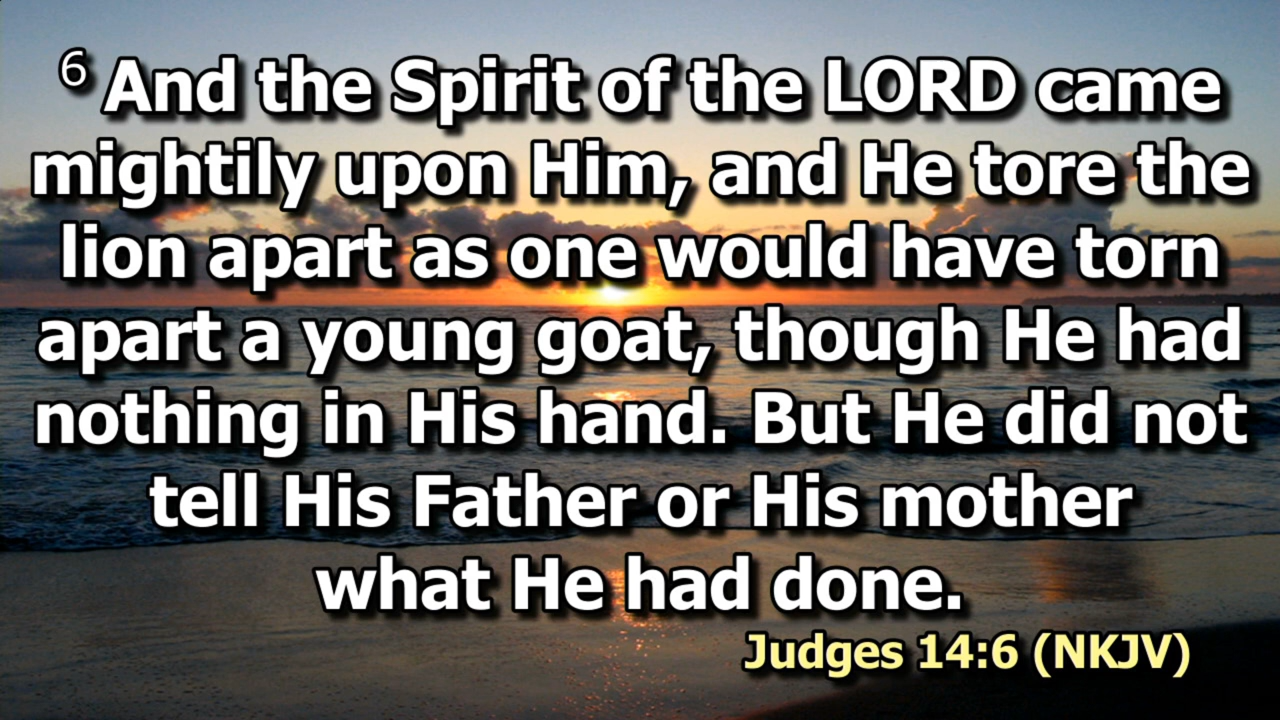 6 And the Spirit of the LORD came
mightily upon Him, and He tore the
lion apart as one would have torn
apart a young goat, though He had
nothing in His hand. But He did not
tell His Father or His mother
what He had done.
Judges 14:6 (NKJV)